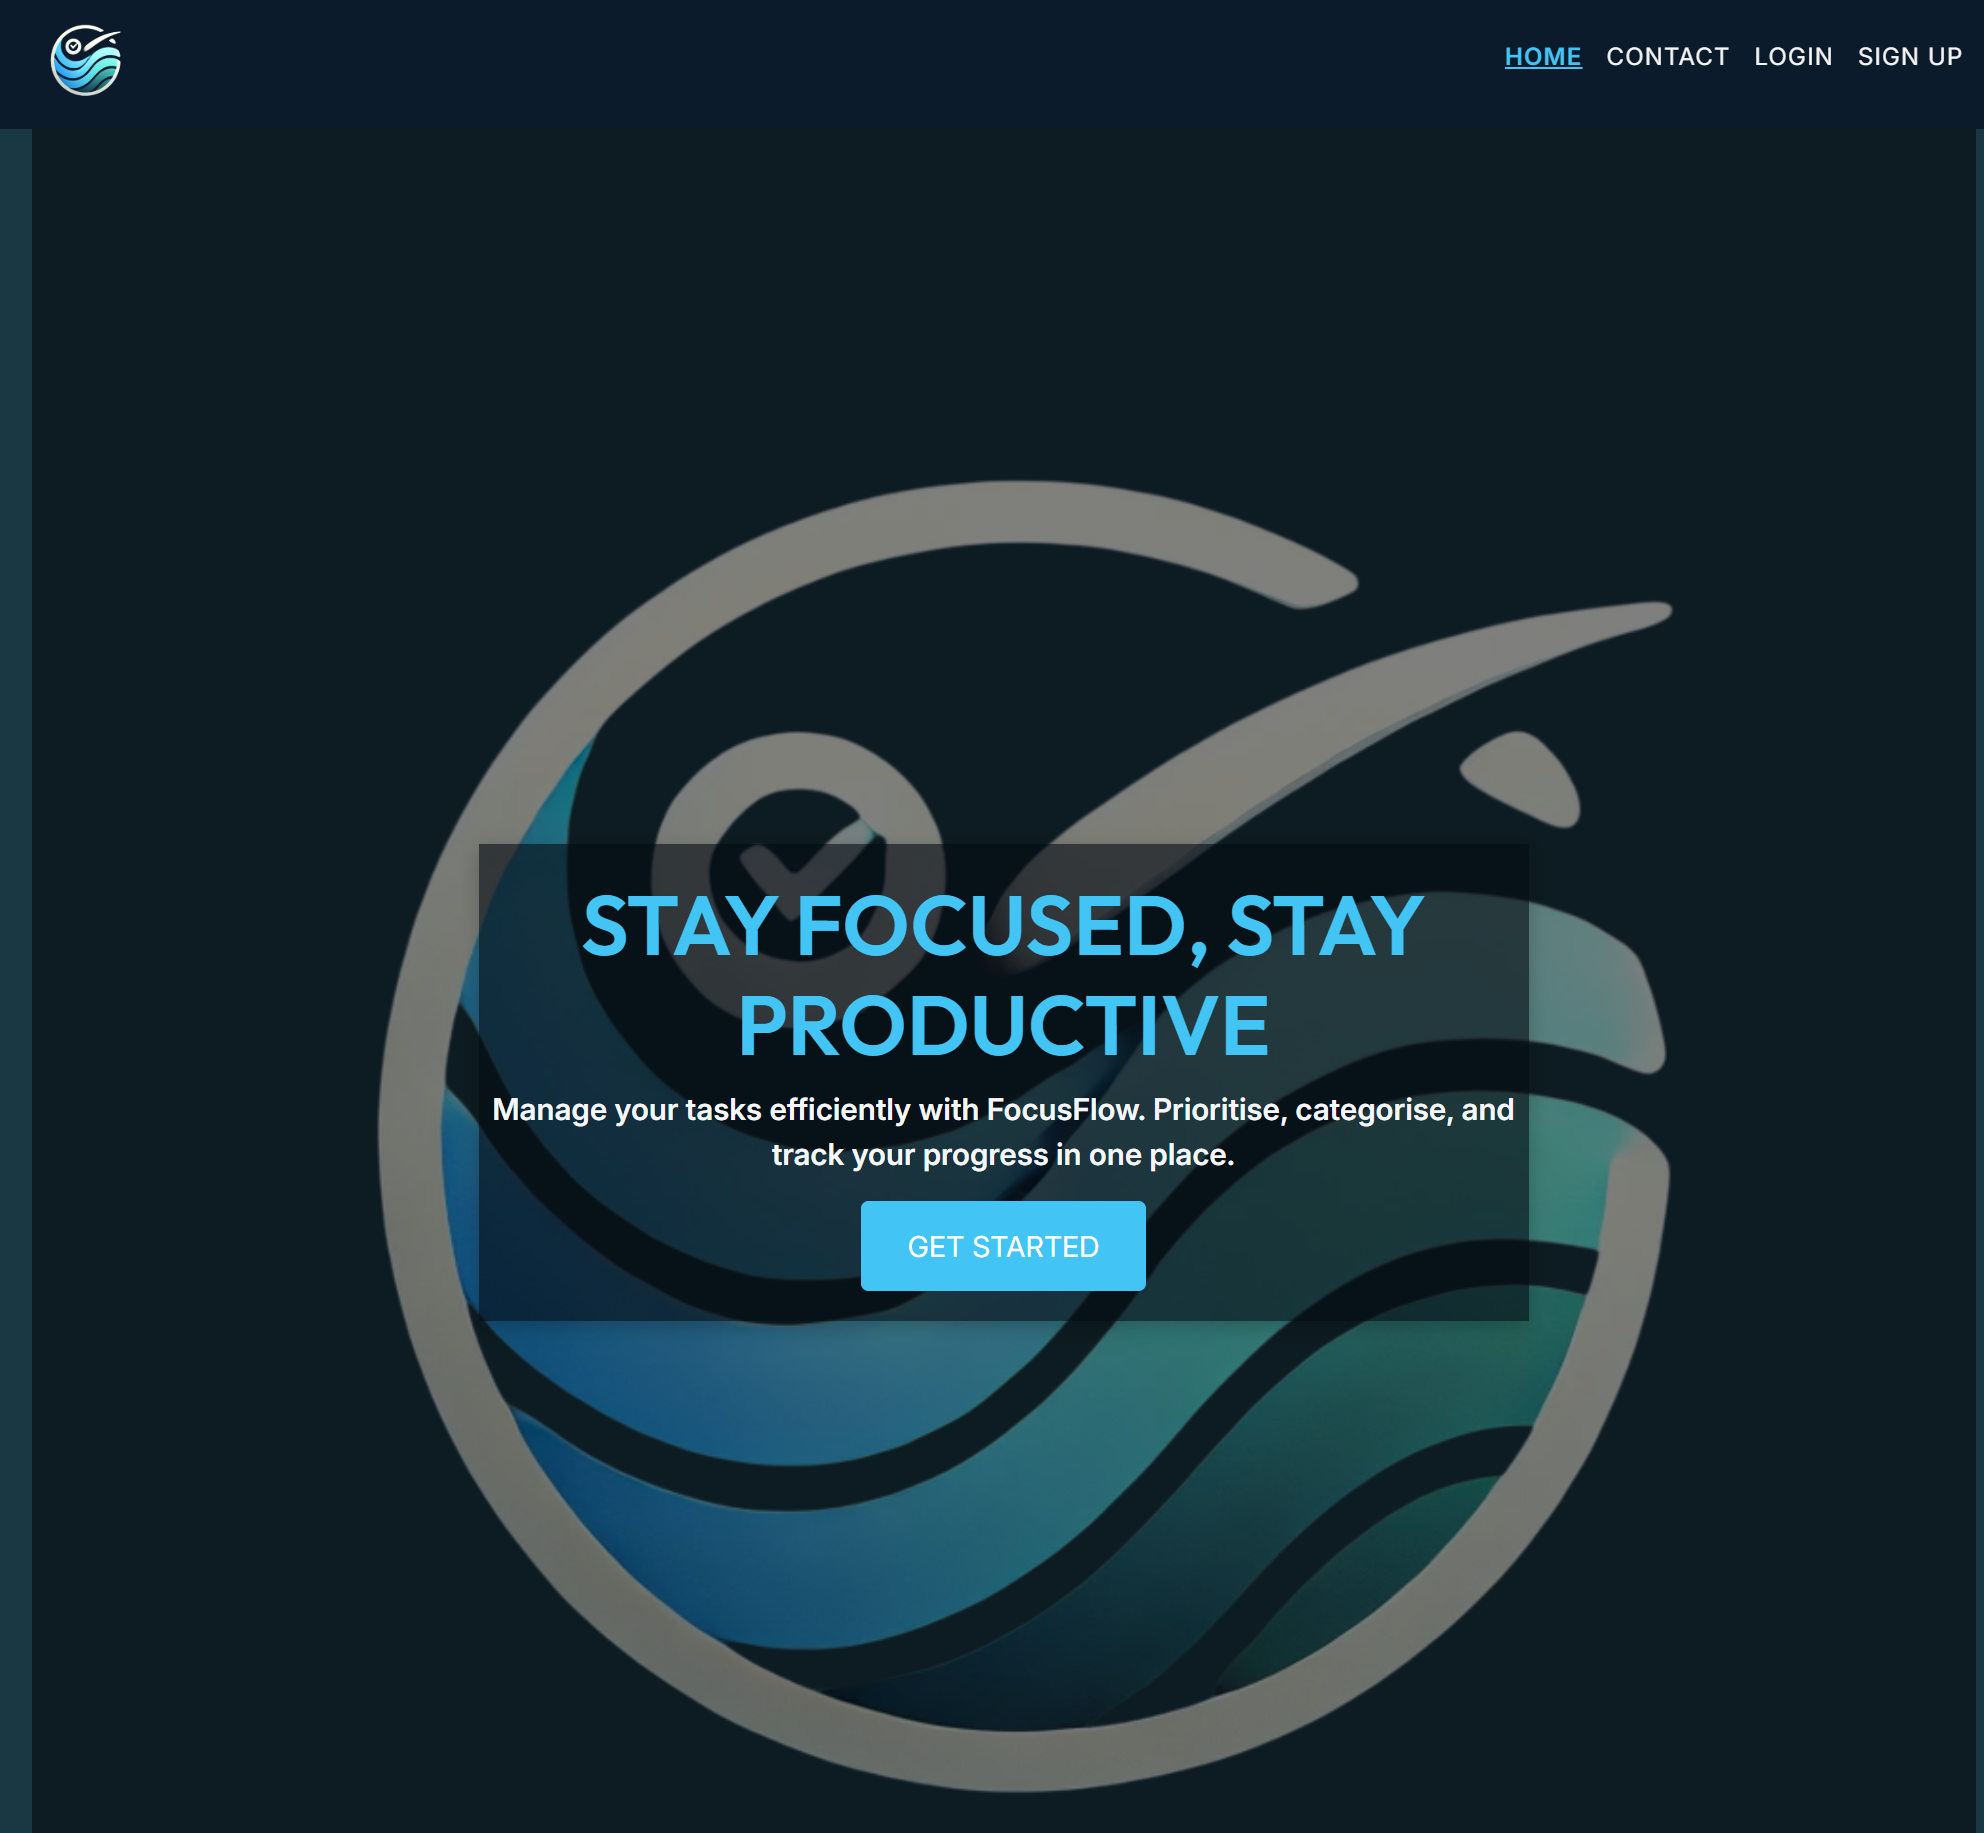 HOME CONTACT LOGIN SIGN UP
STAY FOCUSED, STAY
PRODUCTIVE
Manage your tasks efficiently with FocusFlow. Prioritise, categorise, and
track your progress in one place.
GET STARTED